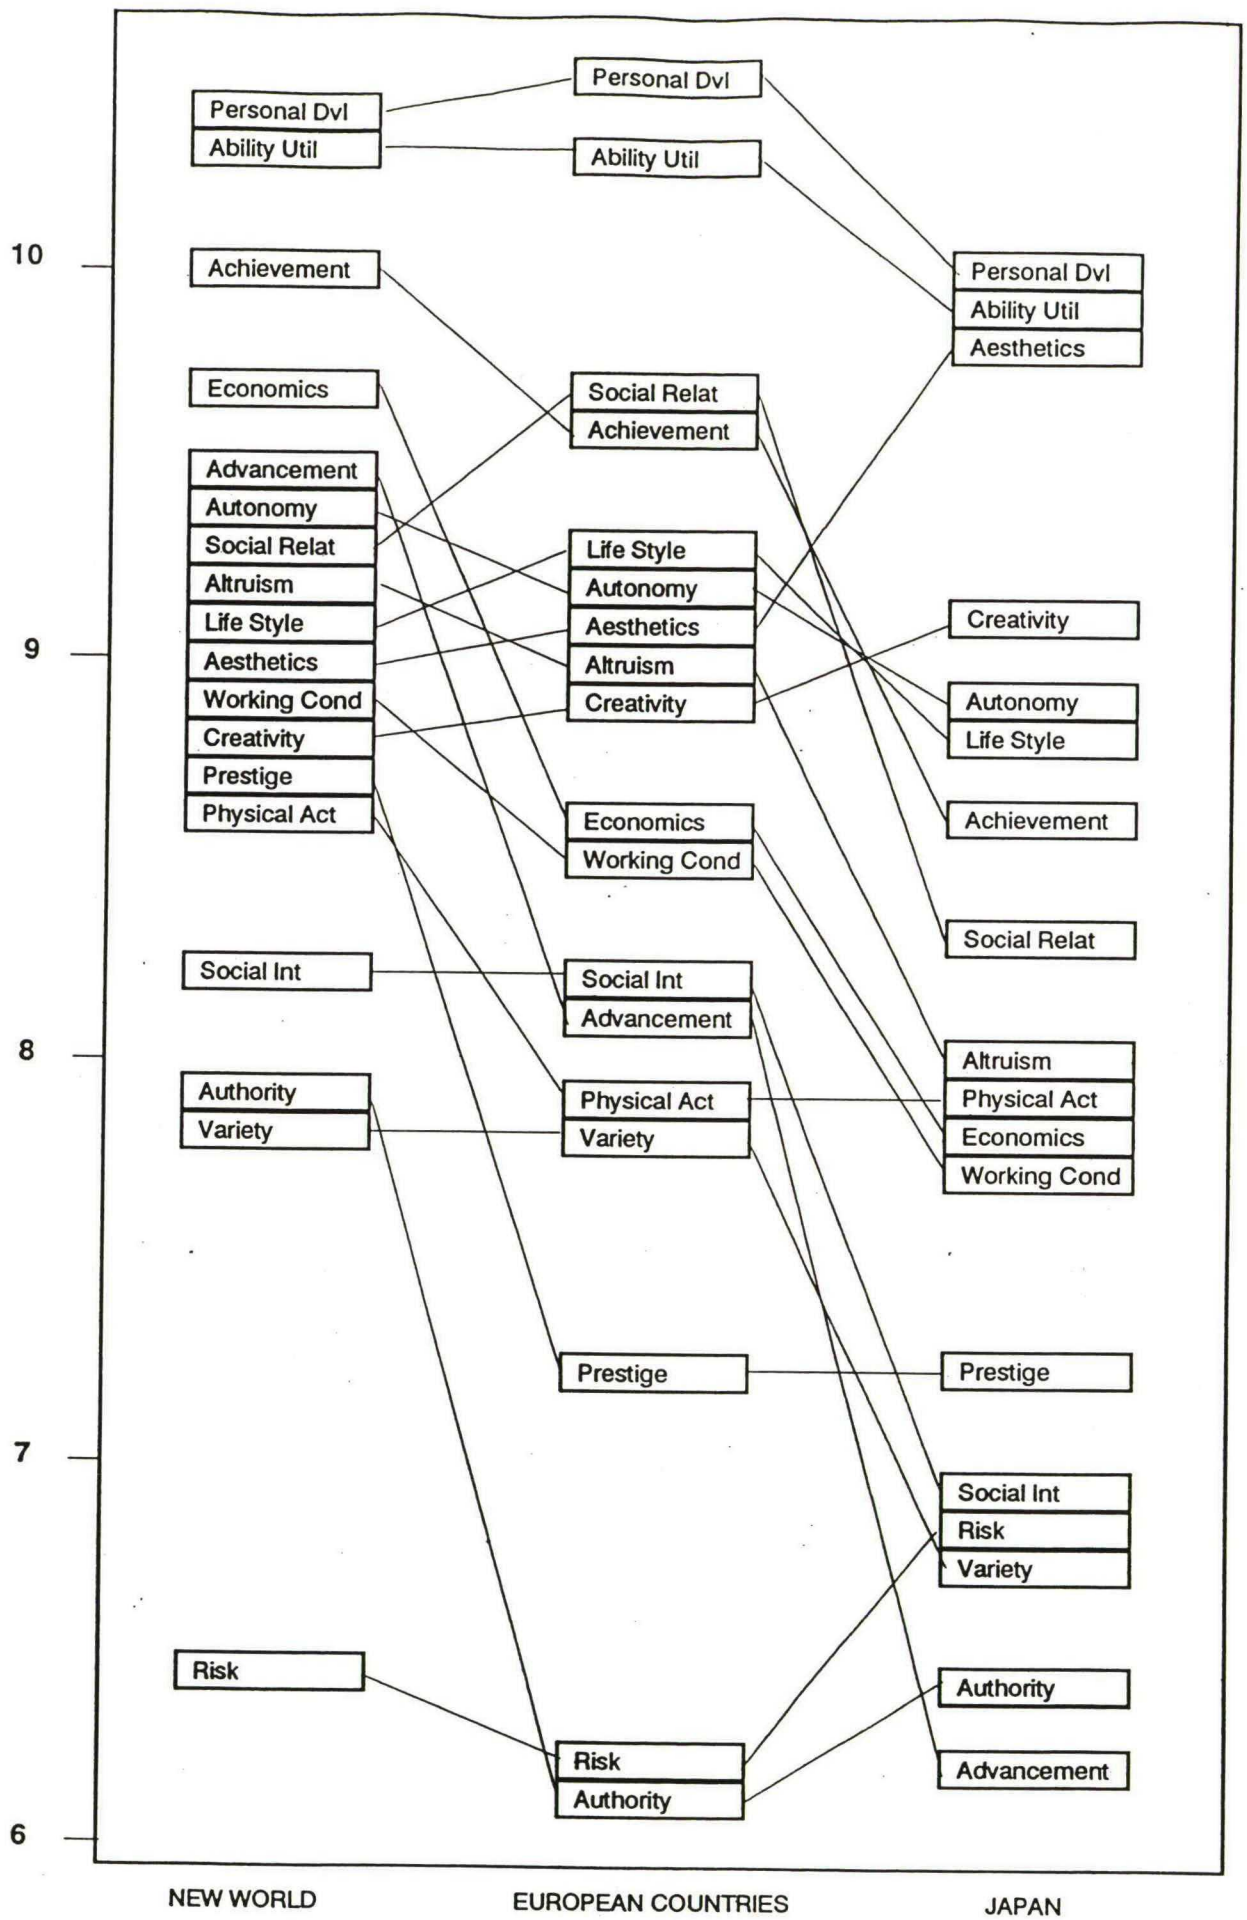 10
9
8
7
6
Personal Dvl
Ability Util
Achievement
Economics
Advancement
Autonomy
Social Relat
Altruism
Life Style
Aesthetics
Working Cond
Creativity
Prestige
Physical Act
Social Int
Authority
Variety
Risk
NEW WORLD
Personal Dvl
Ability Util
Social Relat
Achievement
Life Style
Autonomy
Aesthetics
Altruism
Creativity
Economics
Working Cond
Social Int
Advancement
Physical Act
Variety
Prestige
Risk
Authority
EUROPEAN COUNTRIES
Personal Dvl
Ability Util
Aesthetics
Creativity
Autonomy
Life Style
Achievement
Social Relat
Altruism
Physical Act
Economics
Working Cond
Prestige
Social Int
Risk
Variety
Authority
Advancement
JAPAN